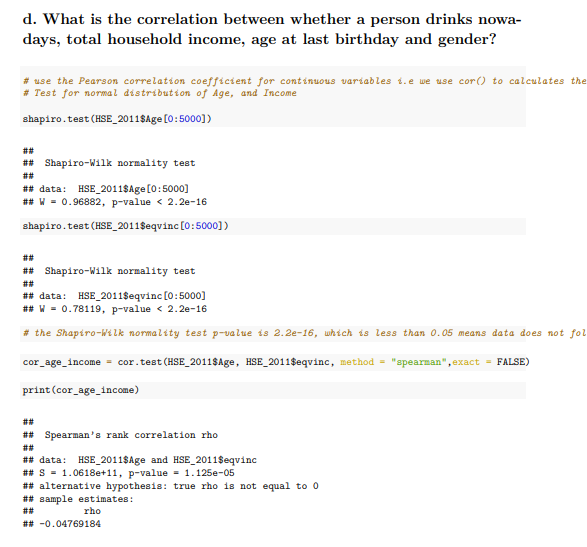 d. What is the correlation between whether a person drinks nowa-
days, total household income, age at last birthday and gender?
# use the Pearson correlation coefficient for continuous variables i.e we use cor() to calculates the
# Test for normal distribution of Age, and Income
shapiro.test(HSE_2011$Age[0:5000])
##
## Shapiro-Wilk normality test
##
## data: HSE_2011$Age[0:5000]
## W = 0.96882, p-value < 2.2e-16
shapiro.test(HSE_2011$eqvinc[0:5000])
##
## Shapiro-Wilk normality test
##
## data: HSE_2011$eqvinc[0:5000]
## W = 0.78119, p-value < 2.2e-16
# the Shapiro-Wilk normality test p-value is 2.2e-16, which is less than 0.05 means data does not fol
cor_age_income = cor.test(HSE_2011$Age, HSE_2011$eqvinc, method = "spearman",exact = FALSE)
print(cor_age_income)
##
## Spearman's rank correlation rho
##
## data: HSE_2011$Age and HSE_2011$eqvinc
## S = 1.0618e+11, p-value = 1.125e-05
## alternative hypothesis: true rho is not equal to 0
## sample estimates:
## rho
## -0.04769184